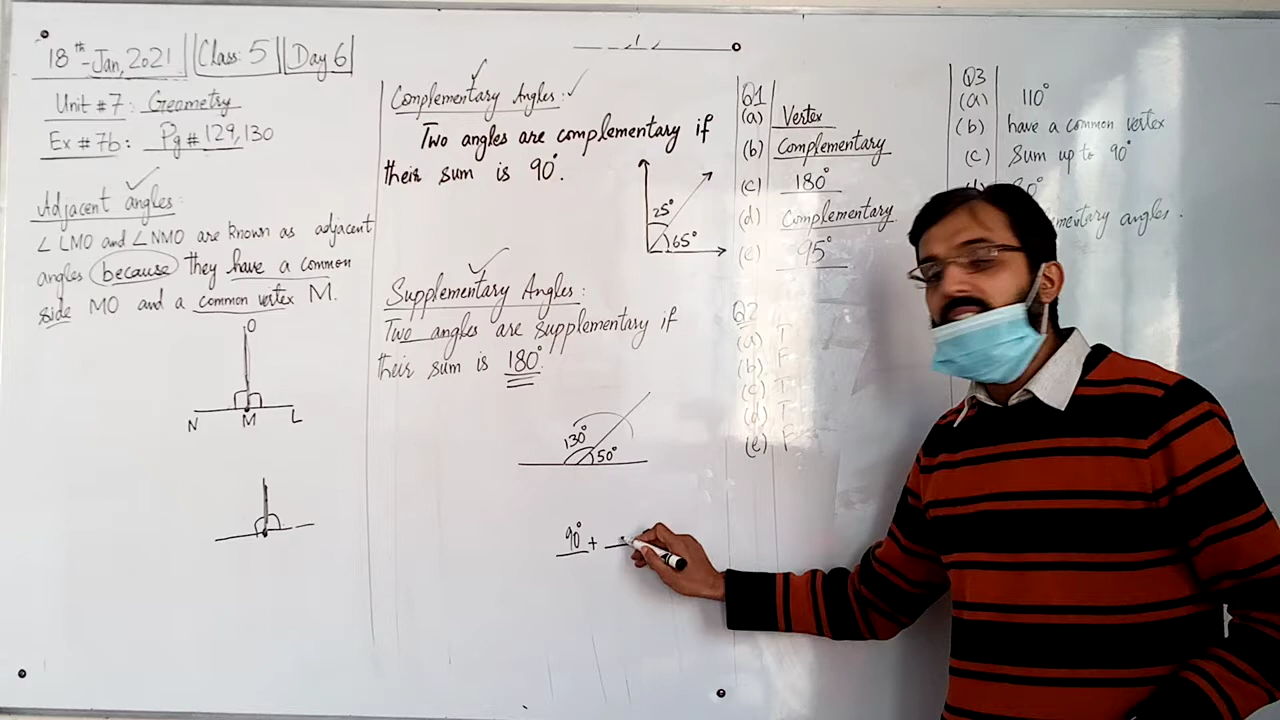 18th-Jan, 2021 Class: 5 Day 6
Unit # 7: Geometry
Ex # 7b: Pg # 129, 130
Adjacent angles:
∠LMO and ∠NMO are known as adjacent
angles because they have a common
side MO and a common vertex M.
O
N M L
Complementary Angles:
Two angles are complementary if
their sum is 90°.
25°
65°
Supplementary Angles:
Two angles are supplementary if
their sum is 180°.
130°
50°
90° +
Q1
(a) Vertex
(b) Complementary
(c) 180°
(d) Complementary
(e) 95°
Q2
(a) T
(b) F
(c) T
(d) T
(e) F
Q3
(a) 110°
(b) have a common vertex
(c) Sum up to 90°
angles.